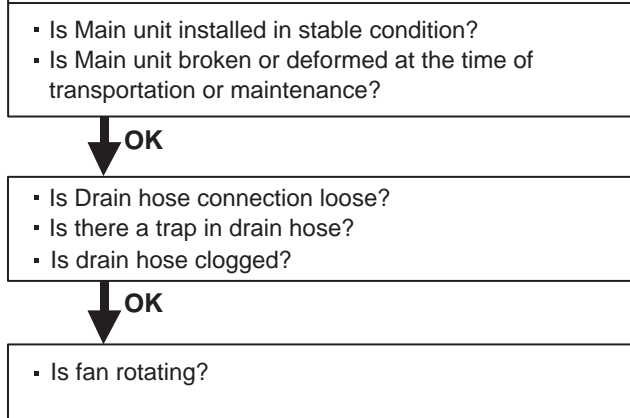 ▪ Is Main unit installed in stable condition?
▪ Is Main unit broken or deformed at the time of
transportation or maintenance?
OK
▪ Is Drain hose connection loose?
▪ Is there a trap in drain hose?
▪ Is drain hose clogged?
OK
▪ Is fan rotating?